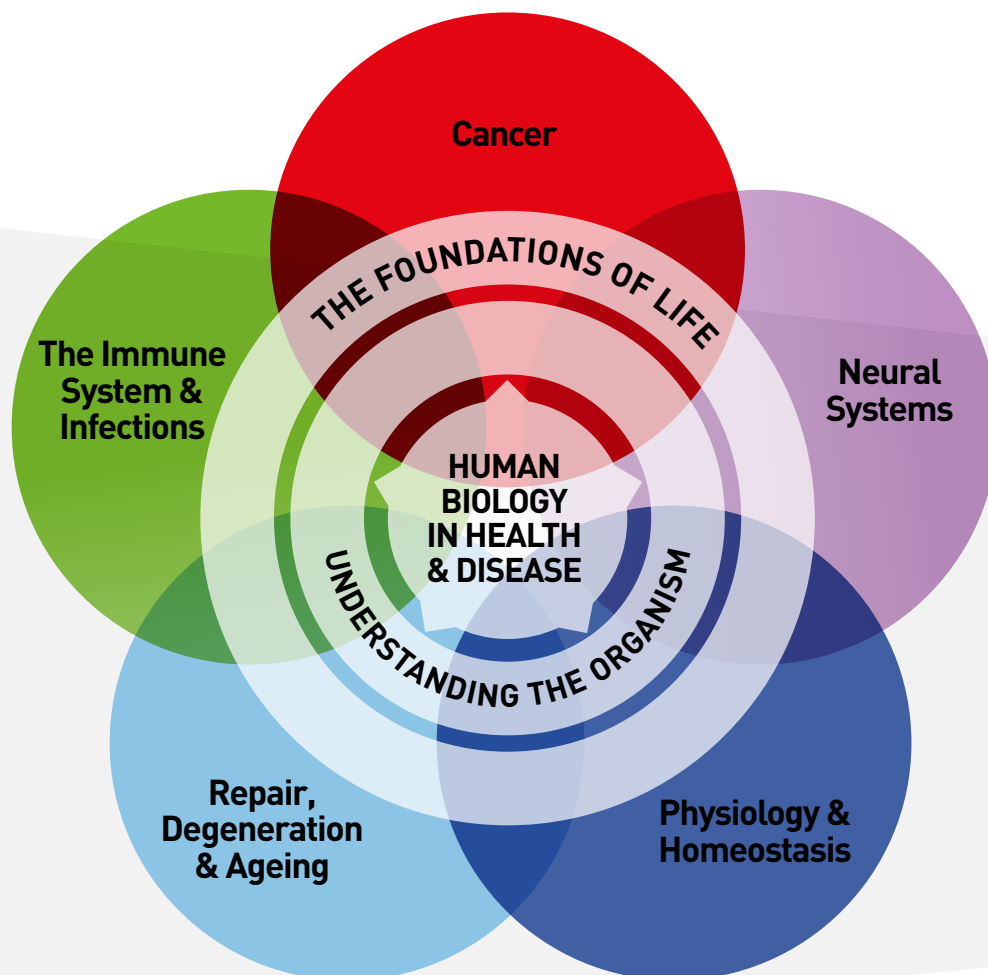 Cancer
THE FOUNDATIONS OF LIFE
The Immune
System &
Infections
Neural
Systems
HUMAN
BIOLOGY
IN HEALTH
& DISEASE
UNDERSTANDING THE ORGANISM
Repair,
Degeneration
& Ageing
Physiology &
Homeostasis